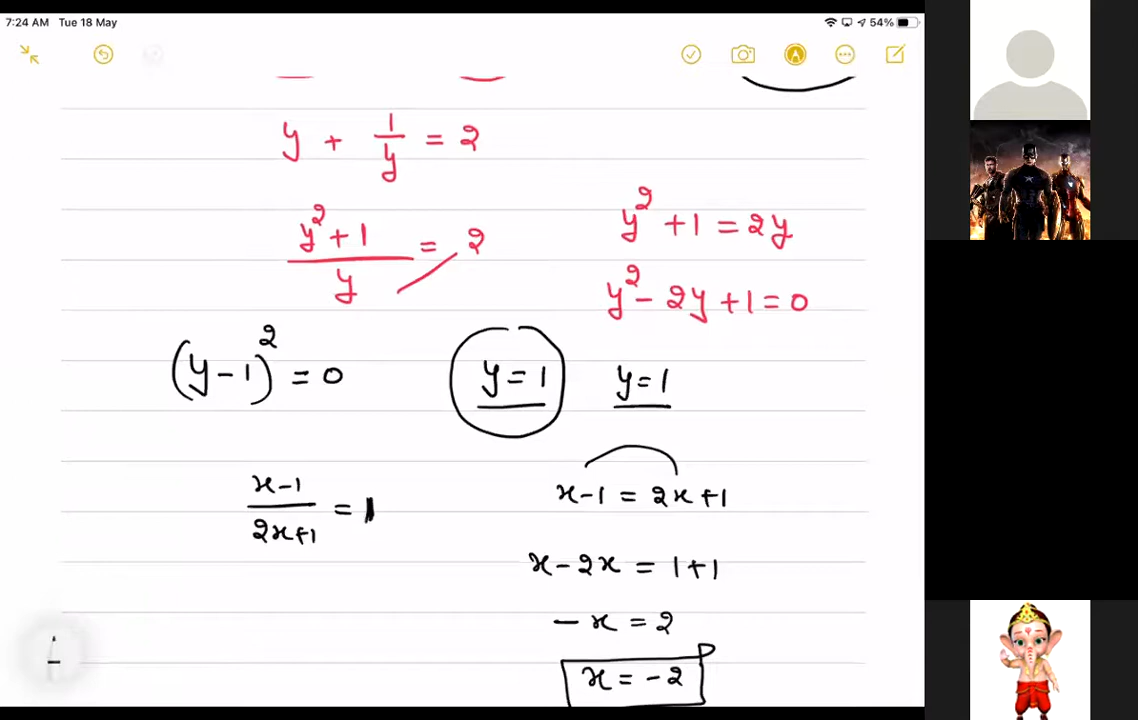 7:24 AM Tue 18 May 54%
y + 1/y = 2
(y² + 1)/y = 2
y² + 1 = 2y
y² - 2y + 1 = 0
(y - 1)² = 0 y = 1 y = 1
(x - 1)/(2x + 1) = 1
x - 1 = 2x + 1
x - 2x = 1 + 1
- x = 2
x = - 2